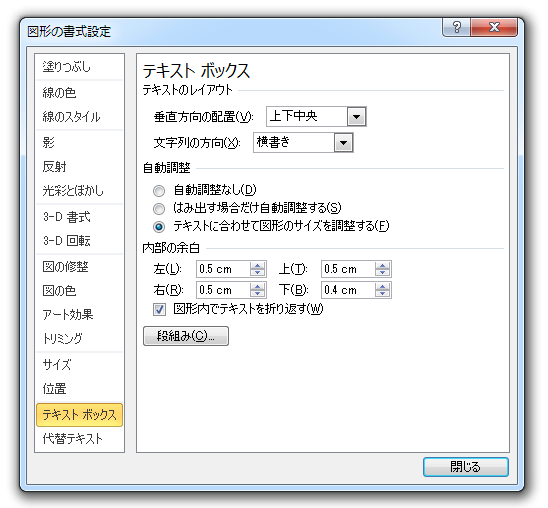 図形の書式設定
塗りつぶし
線の色
線のスタイル
影
反射
光彩とぼかし
3-D 書式
3-D 回転
図の修整
図の色
アート効果
トリミング
サイズ
位置
テキスト ボックス
代替テキスト
テキスト ボックス
テキストのレイアウト
垂直方向の配置(V): 上下中央
文字列の方向(X): 横書き
自動調整
自動調整なし(D)
はみ出す場合だけ自動調整する(S)
テキストに合わせて図形のサイズを調整する(F)
内部の余白
左(L): 0.5 cm 上(T): 0.5 cm
右(R): 0.5 cm 下(B): 0.4 cm
図形内でテキストを折り返す(W)
段組み(C)...
閉じる